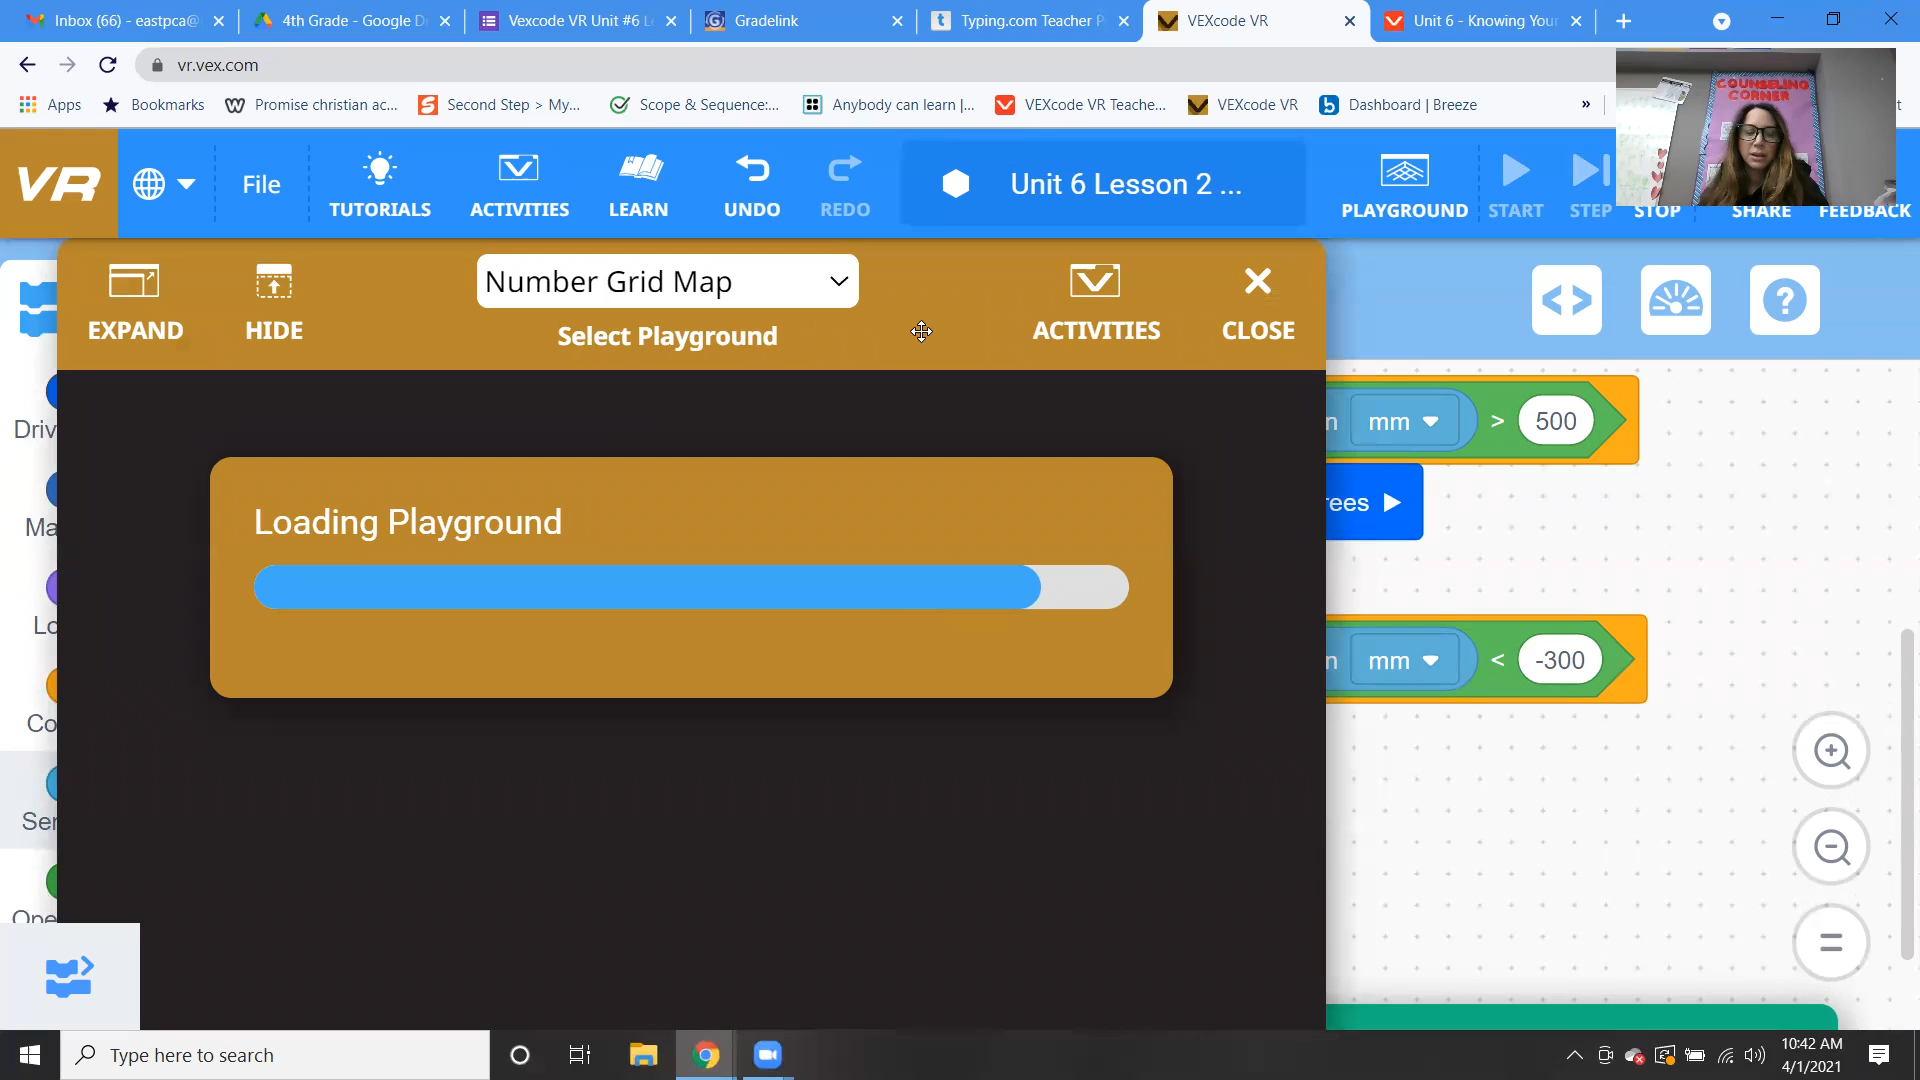 Inbox (66) - eastpca@
4th Grade - Google D
Vexcode VR Unit #6 L
Gradelink
Typing.com Teacher P
VEXcode VR
Unit 6 - Knowing Your
vr.vex.com
Apps
Bookmarks
Promise christian ac...
Second Step > My...
Scope & Sequence:...
Anybody can learn |...
VEXcode VR Teache...
VEXcode VR
Dashboard | Breeze
»
COUNSELING
CORNER
VR
File
TUTORIALS
ACTIVITIES
LEARN
UNDO
REDO
Unit 6 Lesson 2 ...
PLAYGROUND
START
STEP
STOP
SHARE
FEEDBACK
EXPAND
HIDE
Number Grid Map
Select Playground
ACTIVITIES
CLOSE
Driv
Ma
Lo
Co
Ser
Ope
Loading Playground
n mm > 500
rees
n mm < -300
Type here to search
10:42 AM
4/1/2021